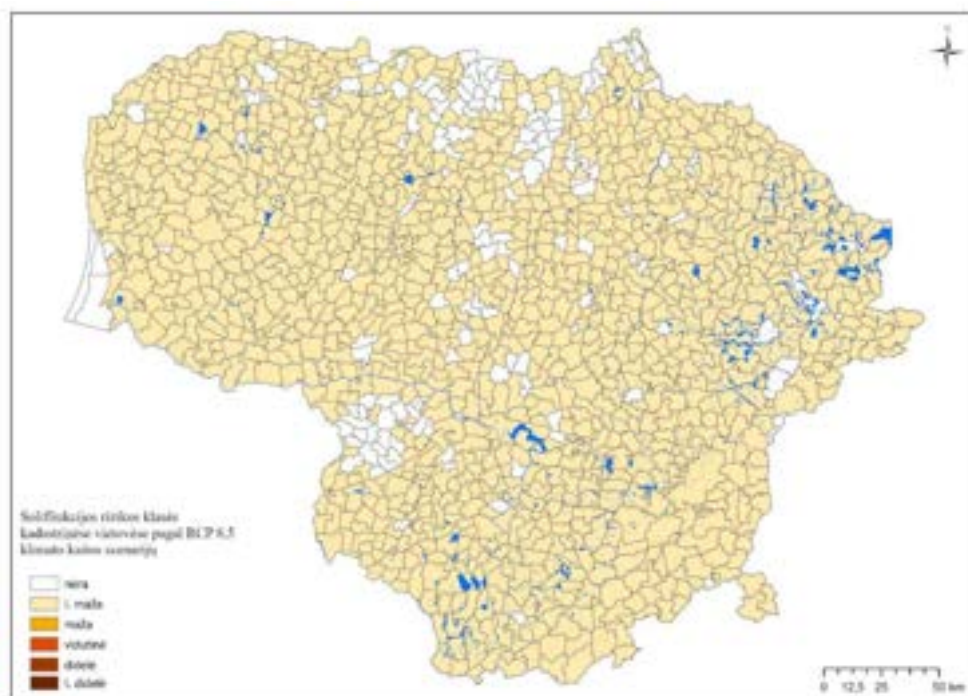 Soliflukcijos rizikos klasės
kadastrinėse vietovėse pagal RCP 8.5
klimato kaitos scenarijų
nėra
l. maža
maža
vidutinė
didelė
l. didelė
0 12,5 25 50 km